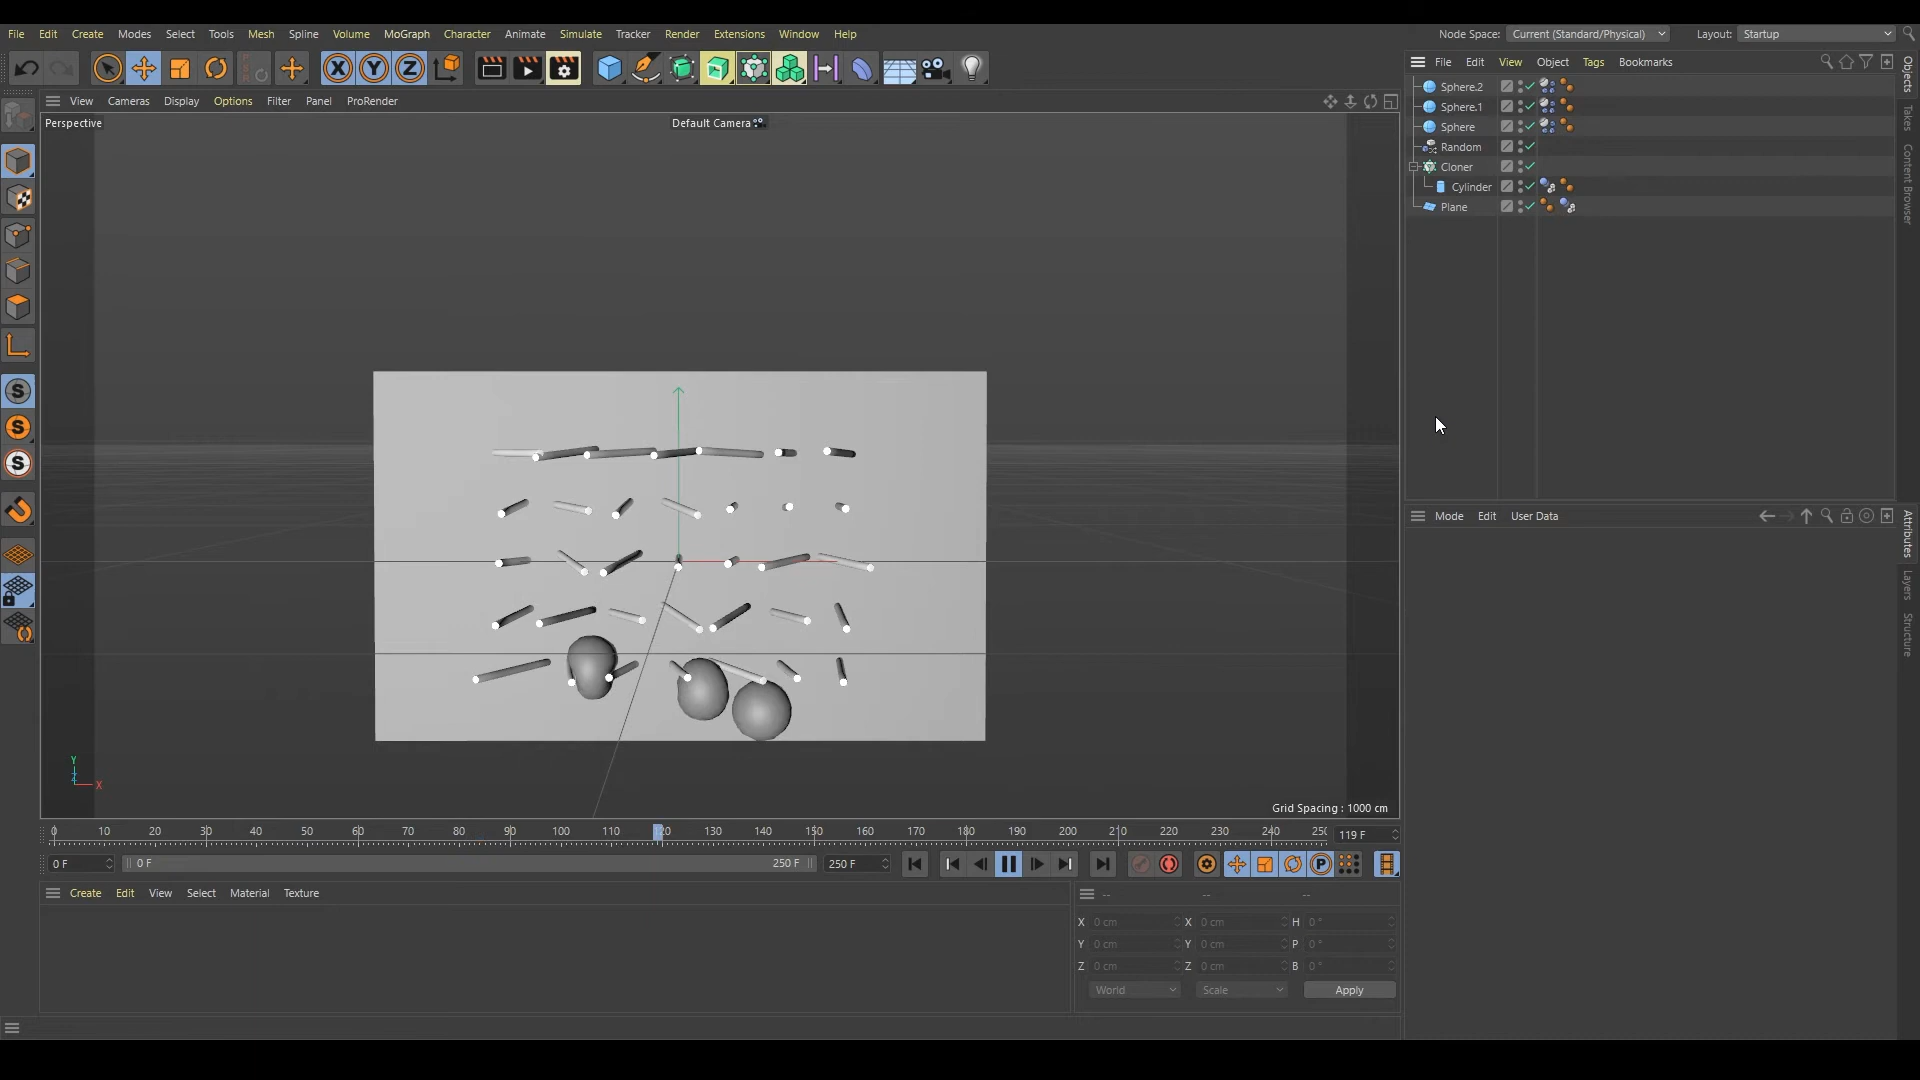 File Edit Create Modes Select Tools Mesh Spline Volume MoGraph Character Animate Simulate Tracker Render Extensions Window Help Node Space: Current (Standard/Physical) Layout: Startup
X Y Z
File Edit View Object Tags Bookmarks
View Cameras Display Options Filter Panel ProRender
Perspective
Default Camera
Sphere.2
Sphere.1
Sphere
Random
Cloner
Cylinder
Plane
Objects
Takes
Content Browser
S
S
S
Mode Edit User Data
Attributes
Layers
Structure
Y
Z
X
Grid Spacing : 1000 cm
0 10 20 30 40 50 60 70 80 90 100 110 120 130 140 150 160 170 180 190 200 210 220 230 240 250 119 F
0 F 0 F 250 F 250 F P
Create Edit View Select Material Texture
-- -- --
X 0 cm X 0 cm H 0 °
Y 0 cm Y 0 cm P 0 °
Z 0 cm Z 0 cm B 0 °
World Scale Apply